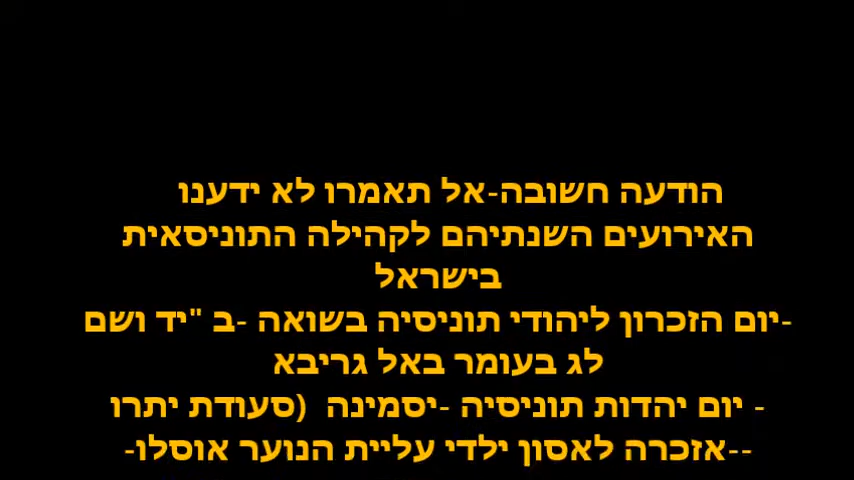 הודעה חשובה-אל תאמרו לא ידענו
האירועים השנתיהם לקהילה התוניסאית
בישראל
-יום הזכרון ליהודי תוניסיה בשואה -ב "יד ושם
לג בעומר באל גריבא
- יום יהדות תוניסיה -יסמינה  (סעודת יתרו
--אזכרה לאסון ילדי עליית הנוער אוסלו-